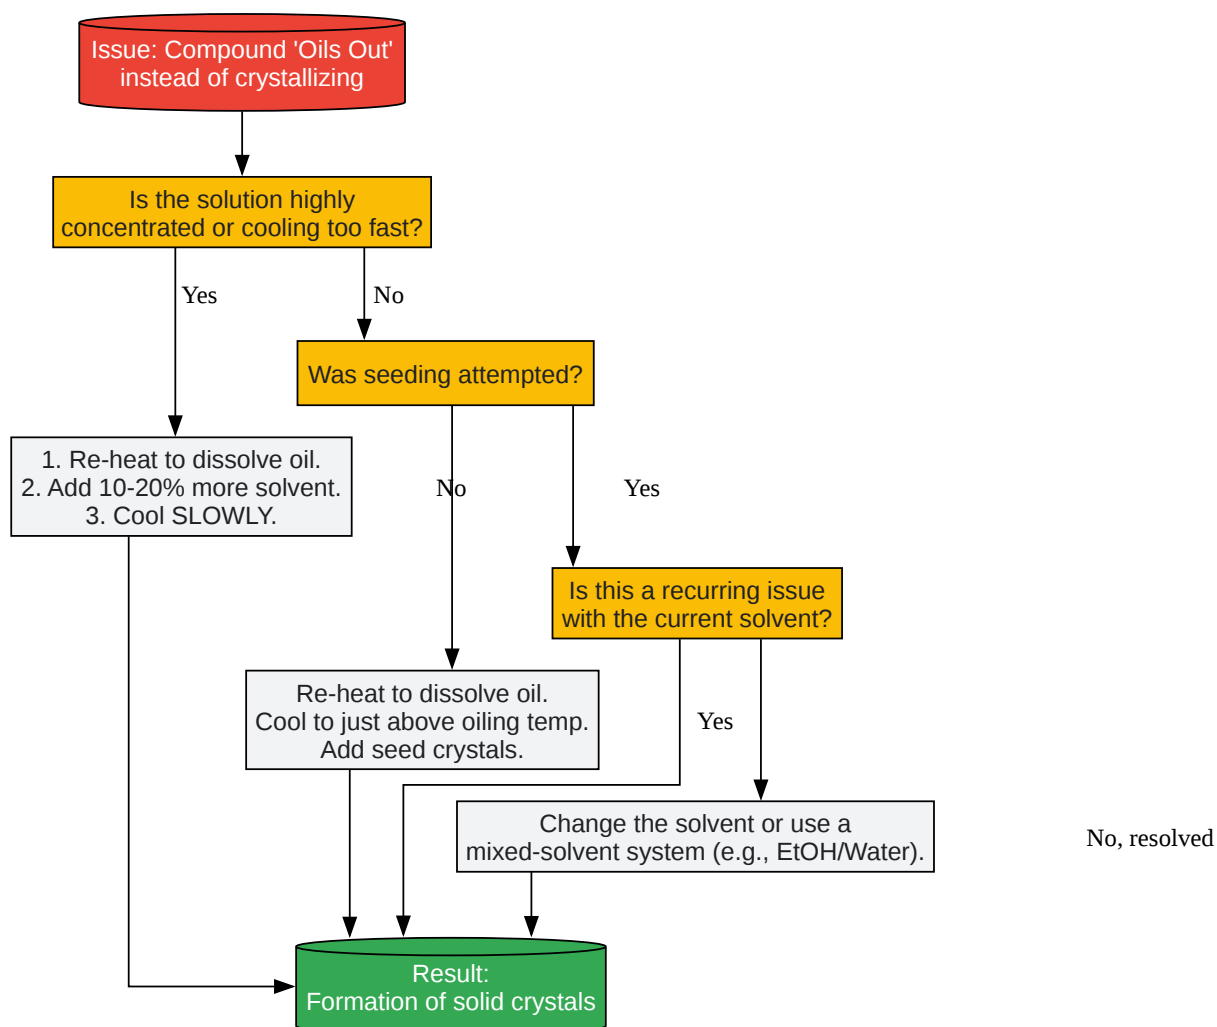 Issue: Compound 'Oils Out'
instead of crystallizing
Is the solution highly
concentrated or cooling too fast?
Yes
No
Was seeding attempted?
1. Re-heat to dissolve oil.
2. Add 10-20% more solvent.
3. Cool SLOWLY.
No
Yes
Is this a recurring issue
with the current solvent?
Re-heat to dissolve oil.
Cool to just above oiling temp.
Add seed crystals.
Yes
Change the solvent or use a
mixed-solvent system (e.g., EtOH/Water).
No, resolved
Result:
Formation of solid crystals